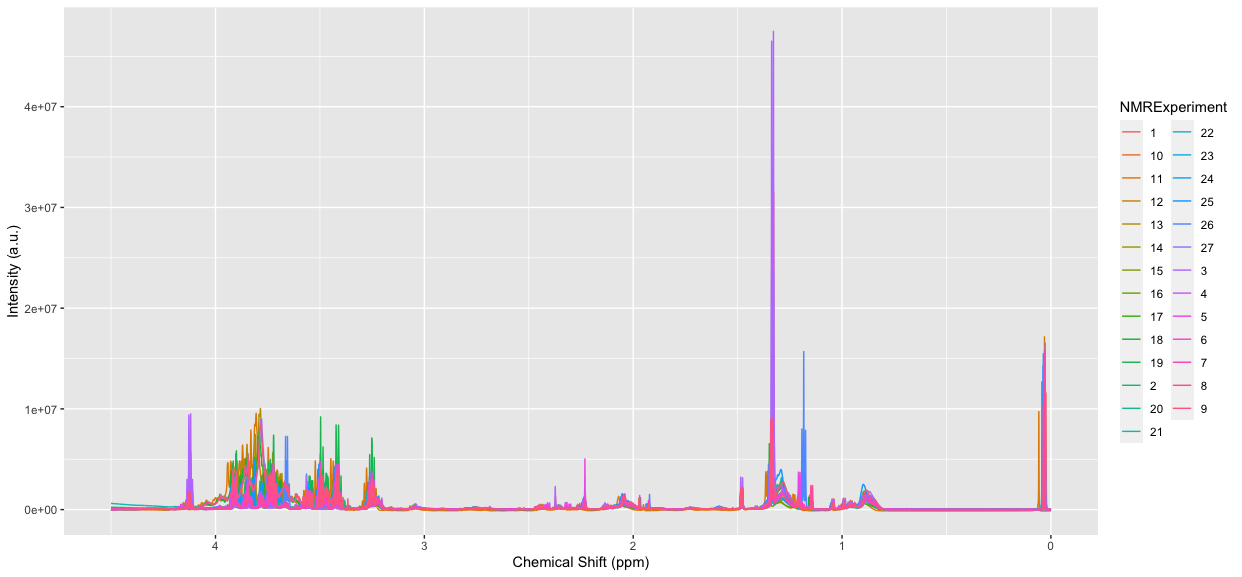 4e+07
3e+07
2e+07
1e+07
0e+00
Intensity (a.u.)
4 3 2 1 0
Chemical Shift (ppm)
NMRExperiment
1 22
10 23
11 24
12 25
13 26
14 27
15 3
16 4
17 5
18 6
19 7
2 8
20 9
21